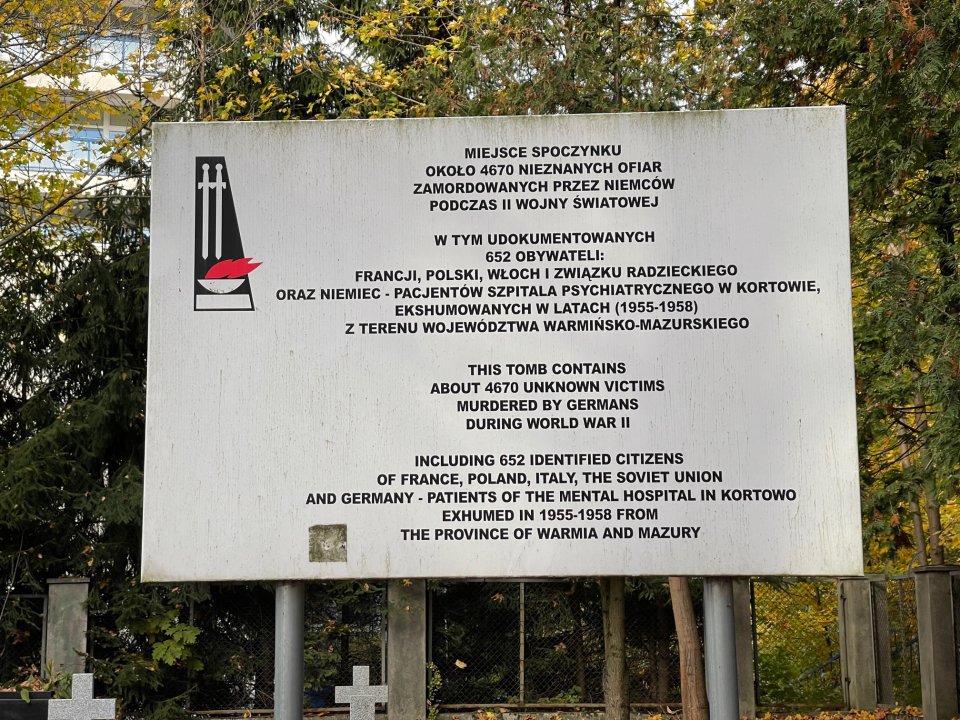 MIEJSCE SPOCZYNKU
OKOŁO 4670 NIEZNANYCH OFIAR
ZAMORDOWANYCH PRZEZ NIEMCÓW
PODCZAS II WOJNY ŚWIATOWEJ
W TYM UDOKUMENTOWANYCH
652 OBYWATELI:
FRANCJI, POLSKI, WŁOCH I ZWIĄZKU RADZIECKIEGO
ORAZ NIEMIEC - PACJENTÓW SZPITALA PSYCHIATRYCZNEGO W KORTOWIE,
EKSHUMOWANYCH W LATACH (1955-1958)
Z TERENU WOJEWÓDZTWA WARMIŃSKO-MAZURSKIEGO
THIS TOMB CONTAINS
ABOUT 4670 UNKNOWN VICTIMS
MURDERED BY GERMANS
DURING WORLD WAR II
INCLUDING 652 IDENTIFIED CITIZENS
OF FRANCE, POLAND, ITALY, THE SOVIET UNION
AND GERMANY - PATIENTS OF THE MENTAL HOSPITAL IN KORTOWO
EXHUMED IN 1955-1958 FROM
THE PROVINCE OF WARMIA AND MAZURY